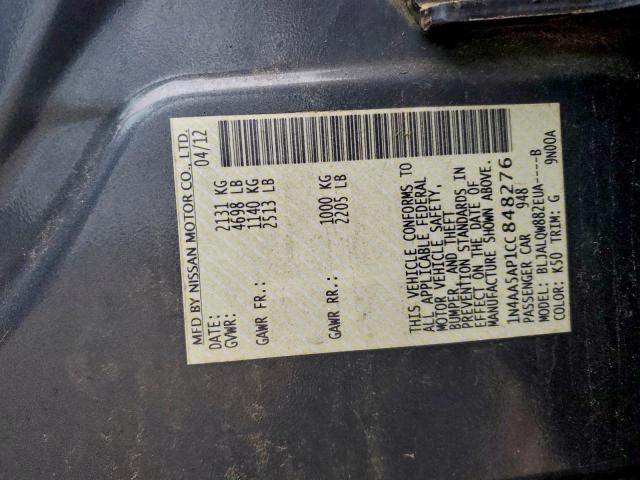 MFD BY NISSAN MOTOR CO., LTD.
DATE: 04/12
GVWR: 2131 KG
4698 LB
GAWR FR.: 1140 KG
2513 LB
GAWR RR.: 1000 KG
2205 LB
THIS VEHICLE CONFORMS TO
ALL APPLICABLE FEDERAL
MOTOR VEHICLE SAFETY,
BUMPER, AND THEFT
PREVENTION STANDARDS IN
EFFECT ON THE DATE OF
MANUFACTURE SHOWN ABOVE.
1N4AA5AP1CC848276
PASSENGER CAR 948
MODEL: BLJALQW882EUA----B
COLOR: K50 TRIM: G 9N00A